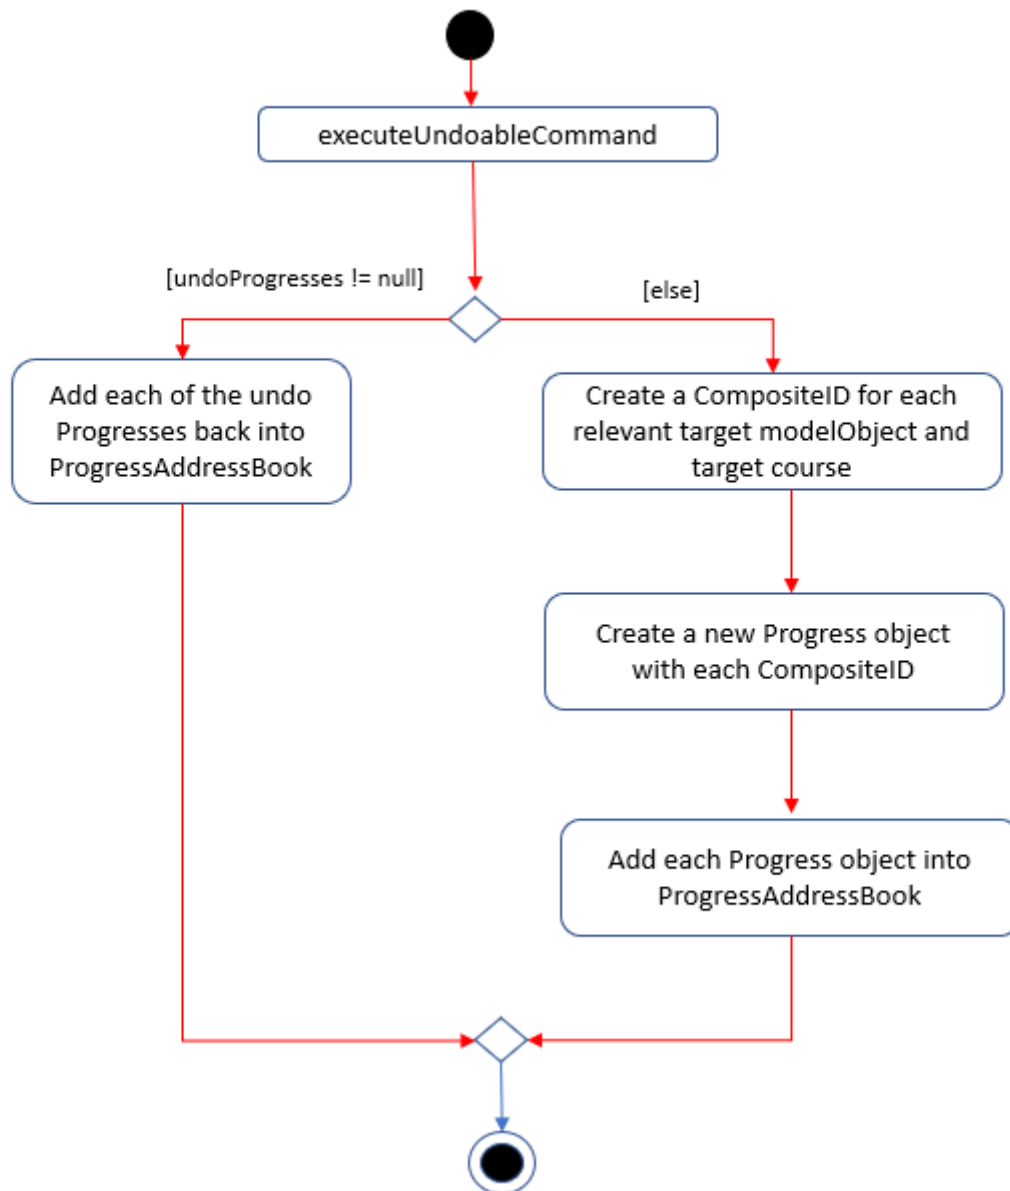 executeUndoableCommand
[undoProgresses != null]
[else]
Add each of the undo
Progresses back into
ProgressAddressBook
Create a CompositeID for each
relevant target modelObject and
target course
Create a new Progress object
with each CompositeID
Add each Progress object into
ProgressAddressBook